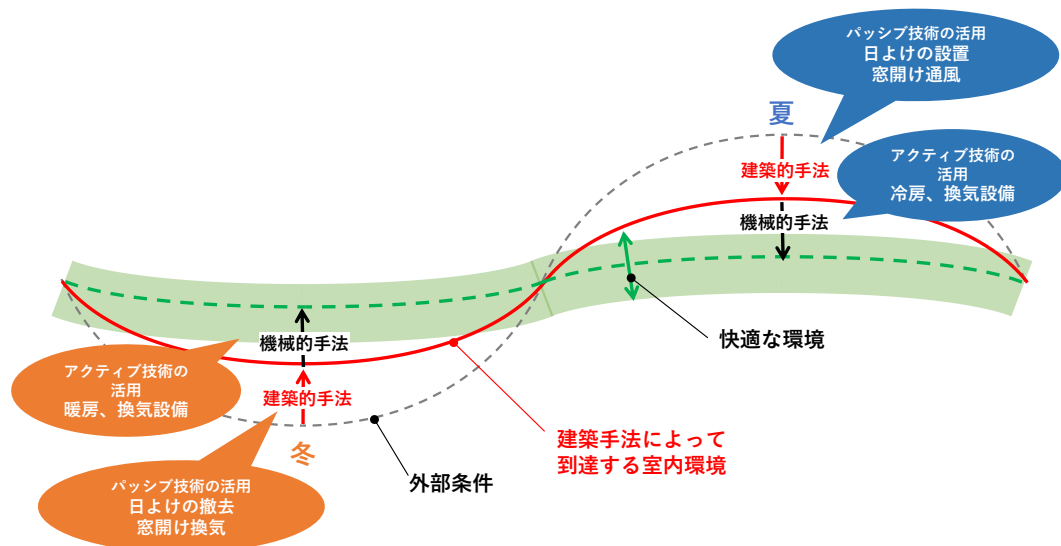 パッシブ技術の活用
日よけの設置
窓開け通風
夏
アクティブ技術の
活用
冷房、換気設備
建築的手法
機械的手法
快適な環境
機械的手法
アクティブ技術の
活用
暖房、換気設備
建築的手法
冬
建築手法によって
到達する室内環境
外部条件
パッシブ技術の活用
日よけの撤去
窓開け換気